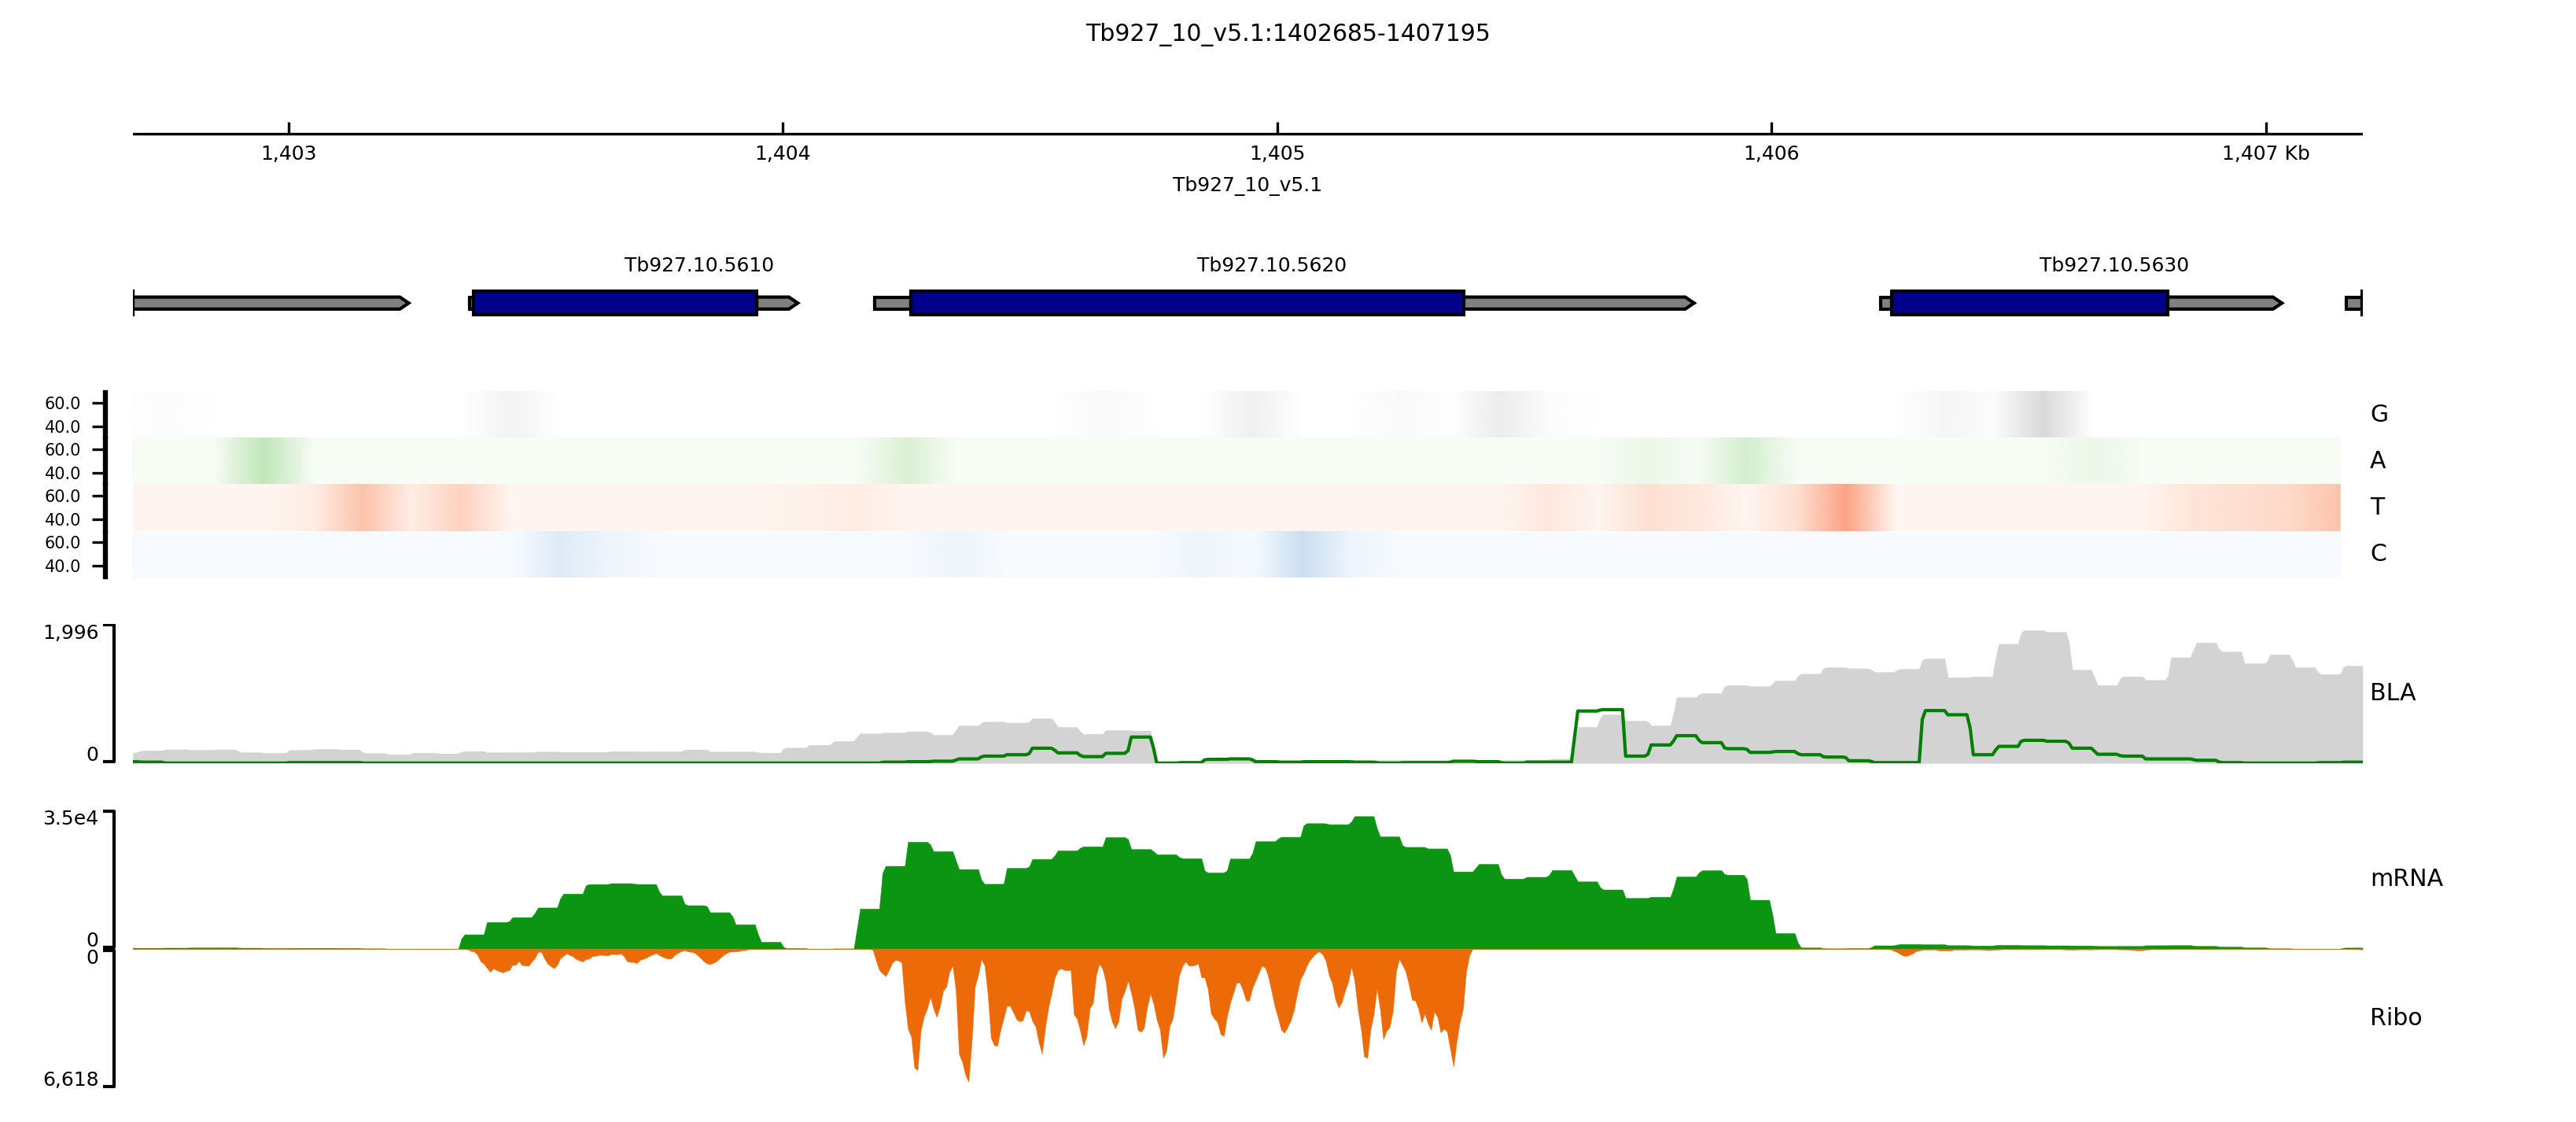 Tb927_10_v5.1:1402685-1407195
1,403 1,404 1,405 1,406 1,407 Kb
Tb927_10_v5.1
Tb927.10.5610 Tb927.10.5620 Tb927.10.5630
60.0
40.0
G
60.0
40.0
A
60.0
40.0
T
60.0
40.0
C
1,996
0
BLA
3.5e4
0
mRNA
0
6,618
Ribo